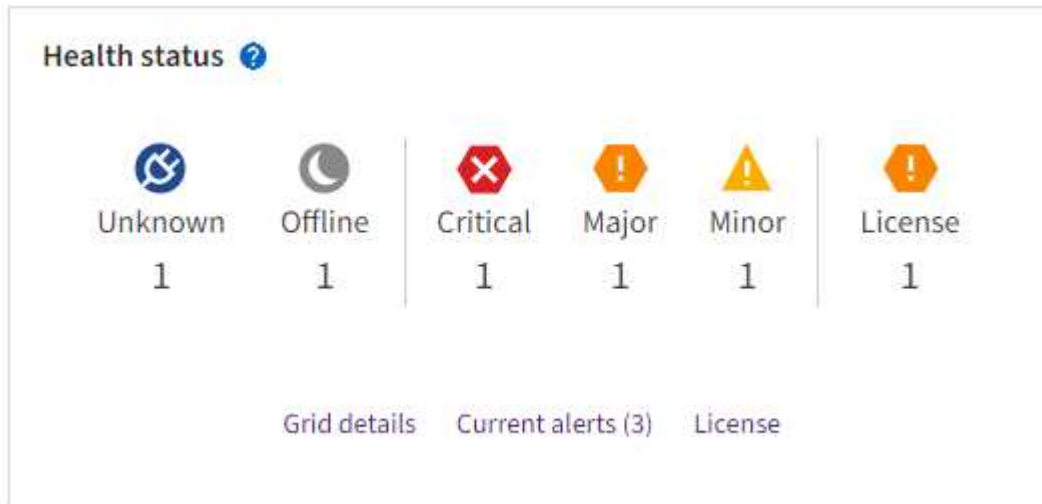 Health status ?
Unknown Offline Critical Major Minor License
1 1 1 1 1 1
Grid details Current alerts (3) License